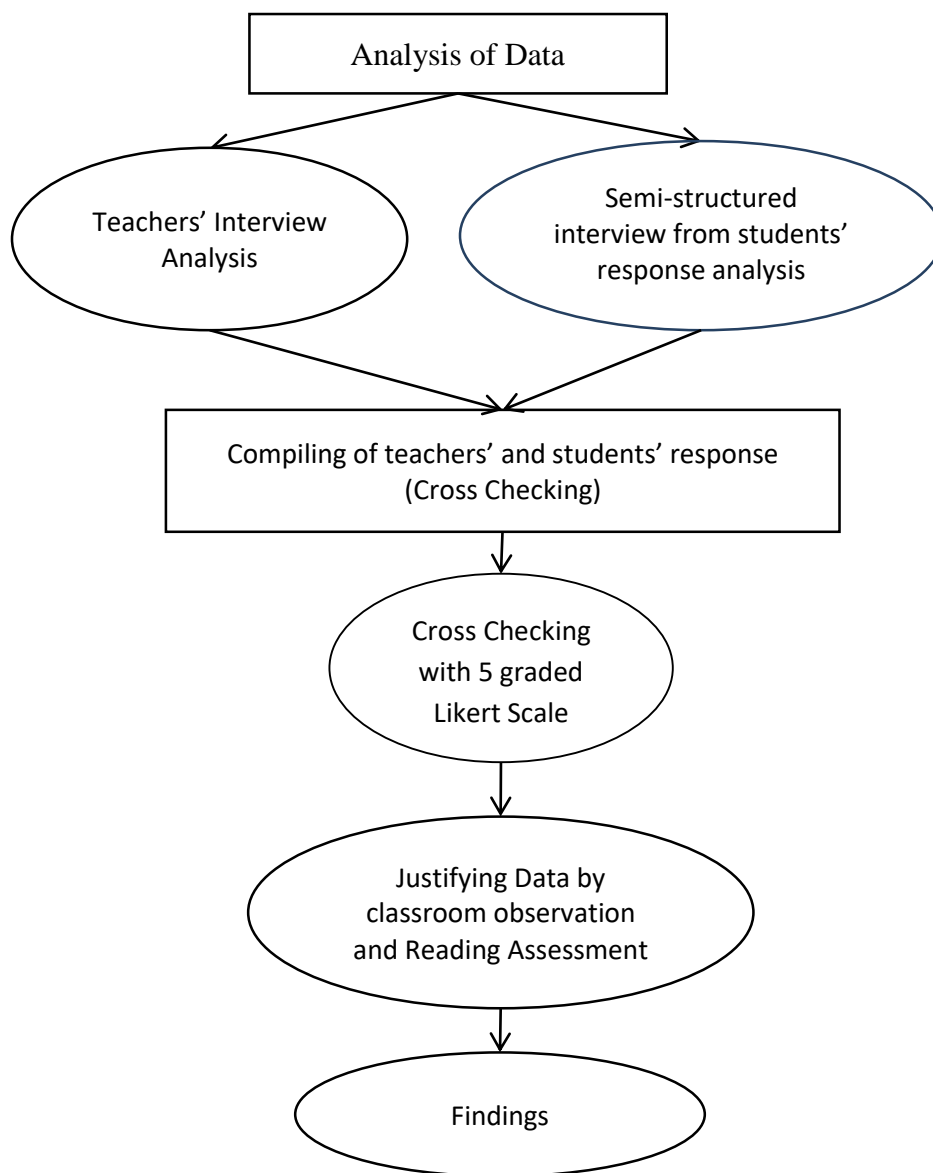 Analysis of Data
Teachers’ Interview
Analysis
Semi-structured
interview from students’
response analysis
Compiling of teachers’ and students’ response
(Cross Checking)
Cross Checking
with 5 graded
Likert Scale
Justifying Data by
classroom observation
and Reading Assessment
Findings